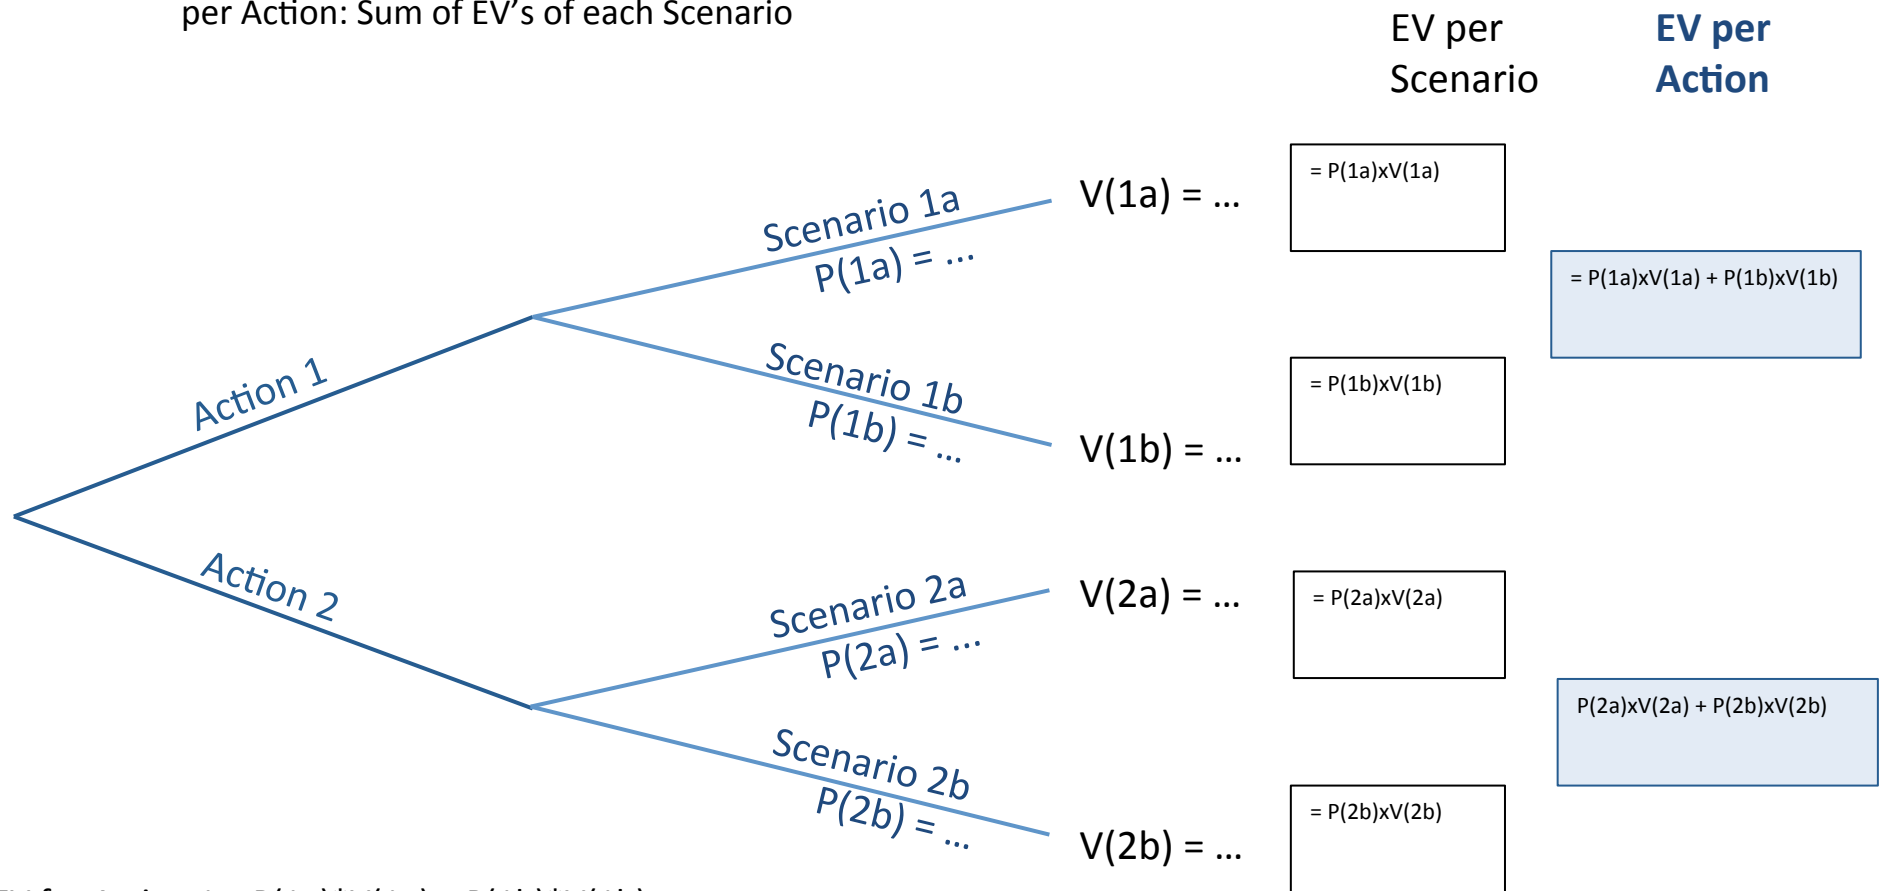 per Action: Sum of EV's of each Scenario
EV per
Scenario
EV per
Action
Action 1
Scenario 1a
P(1a) = ...
V(1a) = ...
= P(1a)xV(1a)
= P(1a)xV(1a) + P(1b)xV(1b)
Scenario 1b
P(1b) = ...
V(1b) = ...
= P(1b)xV(1b)
Action 2
Scenario 2a
P(2a) = ...
V(2a) = ...
= P(2a)xV(2a)
P(2a)xV(2a) + P(2b)xV(2b)
Scenario 2b
P(2b) = ...
V(2b) = ...
= P(2b)xV(2b)